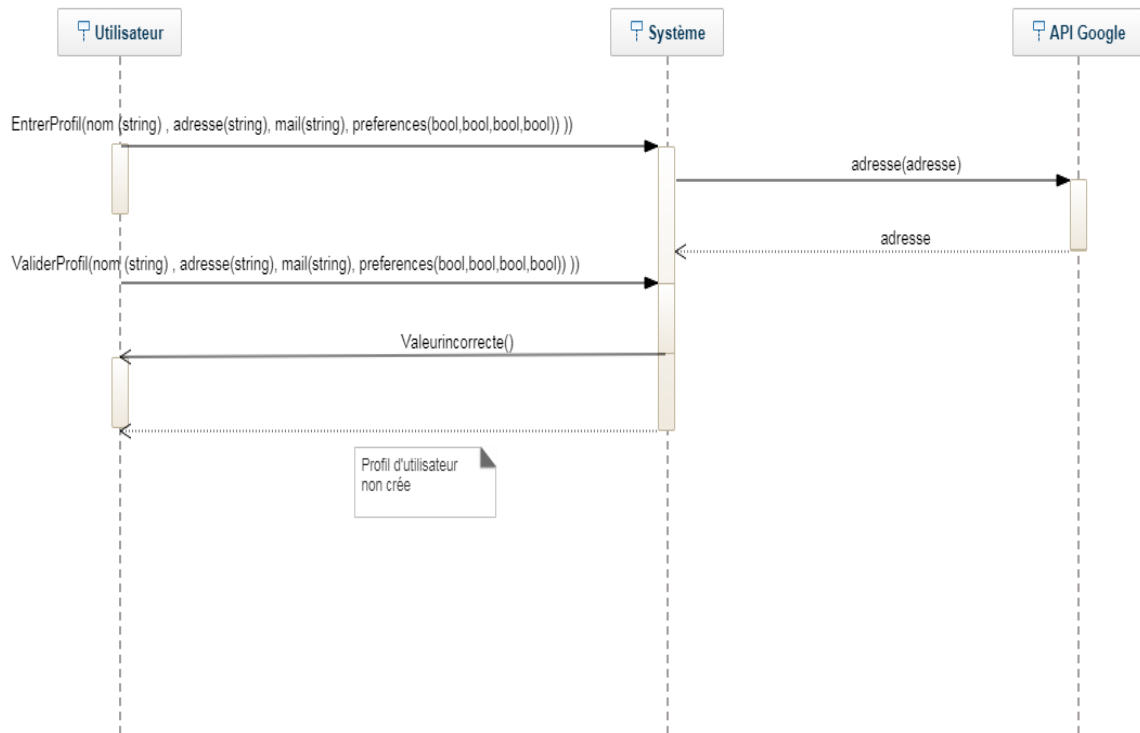 Utilisateur
Système
API Google
EntrerProfil(nom (string) , adresse(string), mail(string), preferences(bool,bool,bool,bool)) ))
adresse(adresse)
adresse
ValiderProfil(nom (string) , adresse(string), mail(string), preferences(bool,bool,bool,bool)) ))
Valeurincorrecte()
Profil d'utilisateur
non crée